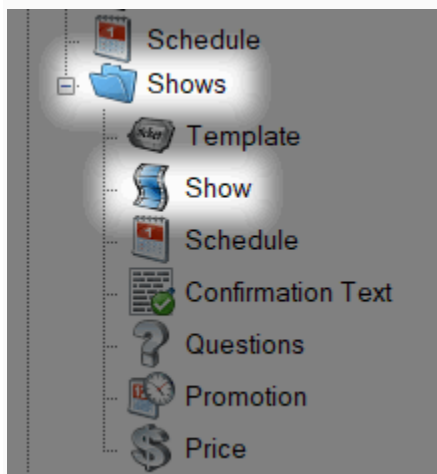 Schedule
Shows
Template
Show
Schedule
Confirmation Text
Questions
Promotion
Price